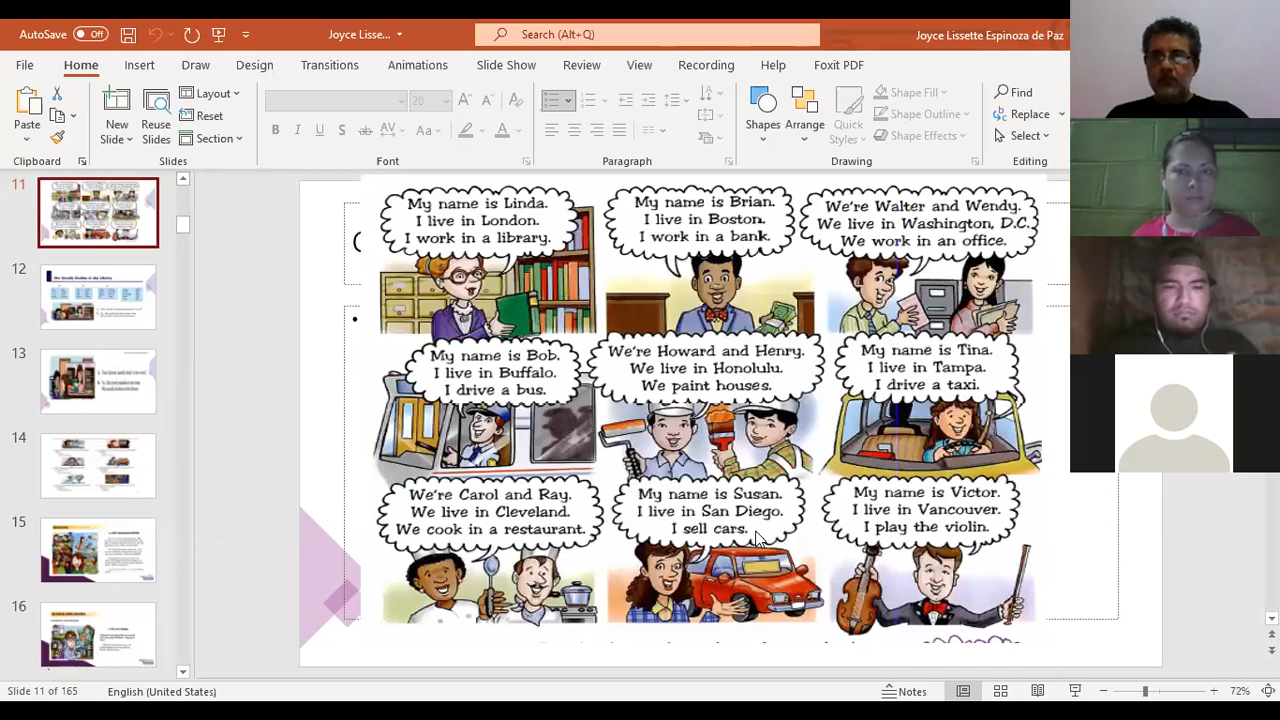 AutoSave Off Joyce Lisse... Search (Alt+Q) Joyce Lissette Espinoza de Paz
File Home Insert Draw Design Transitions Animations Slide Show Review View Recording Help Foxit PDF
Paste New Slide Reuse Slides Layout Reset Section 20 Shapes Arrange Quick Styles Shape Fill Shape Outline Shape Effects Find Replace Select
Clipboard Slides Font Paragraph Drawing Editing
11
12
13
14
15
16
My name is Linda.
I live in London.
I work in a library.
My name is Brian.
I live in Boston.
I work in a bank.
We're Walter and Wendy.
We live in Washington, D.C.
We work in an office.
My name is Bob.
I live in Buffalo.
I drive a bus.
We're Howard and Henry.
We live in Honolulu.
We paint houses.
My name is Tina.
I live in Tampa.
I drive a taxi.
We're Carol and Ray.
We live in Cleveland.
We cook in a restaurant.
My name is Susan.
I live in San Diego.
I sell cars.
My name is Victor.
I live in Vancouver.
I play the violin.
Slide 11 of 165 English (United States) Notes 72%